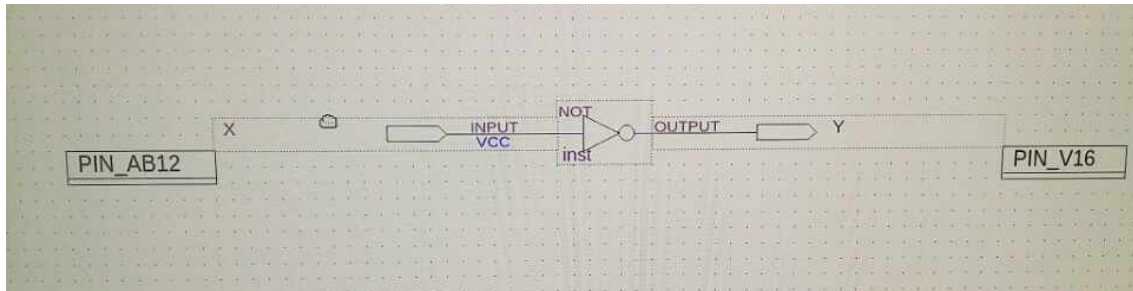 NOT
X
INPUT
OUTPUT
Y
VCC
inst
PIN_AB12
PIN_V16